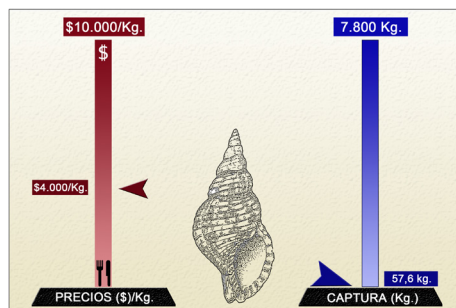 $10.000/Kg.
$
$4.000/Kg.
PRECIOS ($)/Kg.
7.800 Kg.
57,6 kg.
CAPTURA (Kg.)